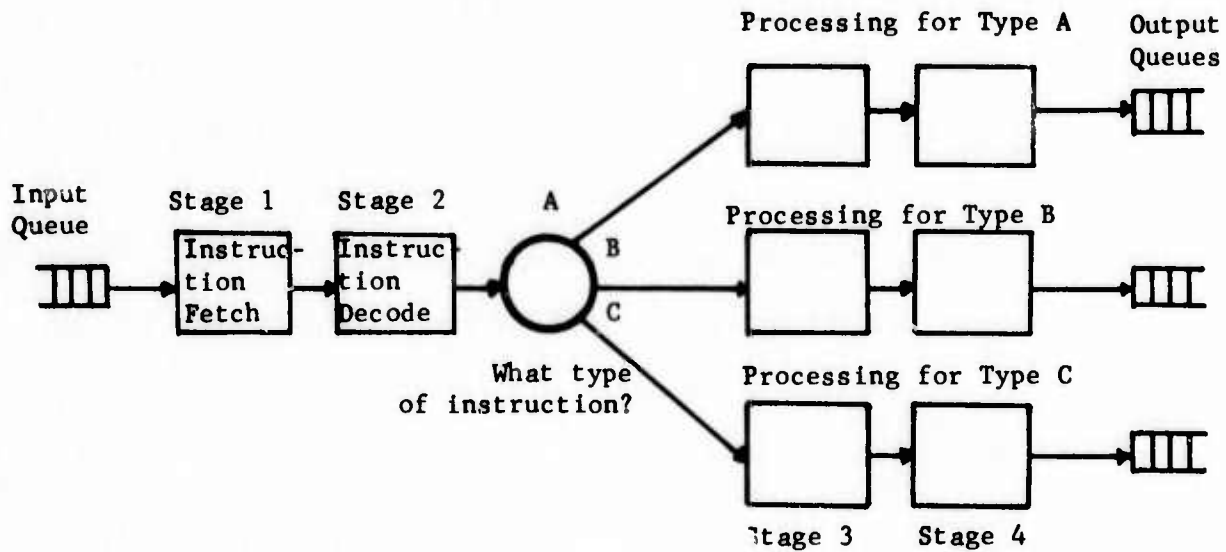 Processing for Type A
Output
Queues
Input
Queue
Stage 1
Stage 2
A
Instruc-
tion
Fetch
Instruc-
tion
Decode
B
C
What type
of instruction?
Processing for Type B
Processing for Type C
Stage 3
Stage 4